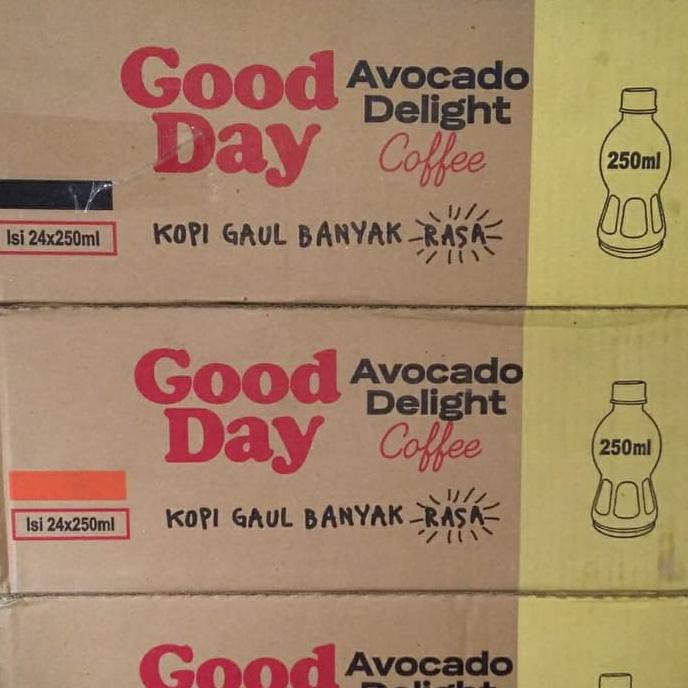 Good
Day
Avocado
Delight
Coffee
250ml
Isi 24x250ml
KOPI GAUL BANYAK RASA
Good
Day
Avocado
Delight
Coffee
250ml
Isi 24x250ml
KOPI GAUL BANYAK RASA
Good
Avocado
Delight